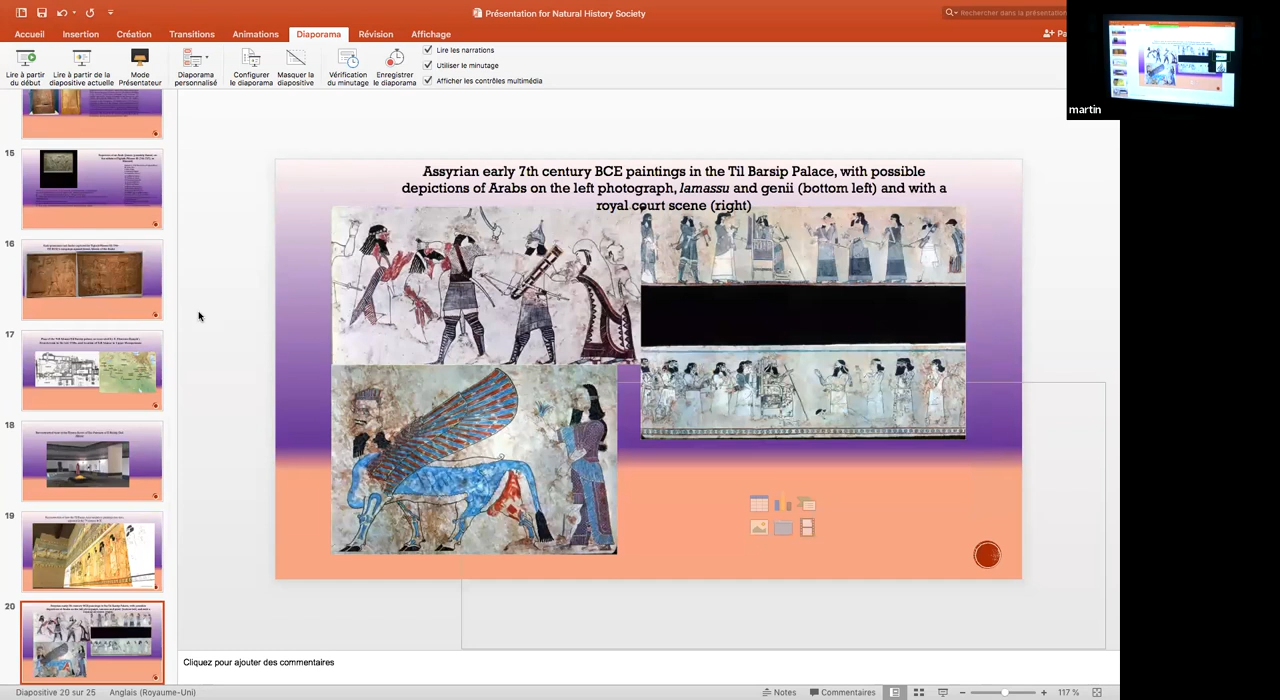 Présentation for Natural History Society
Rechercher dans la présentation
Accueil
Insertion
Création
Transitions
Animations
Diaporama
Révision
Affichage
Pa
Lire à partir
du début
Lire à partir de la
diapositive actuelle
Mode
Présentateur
Diaporama
personnalisé
Configurer
le diaporama
Masquer la
diapositive
Vérification
du minutage
Enregistrer
le diaporama
Lire les narrations
Utiliser le minutage
Afficher les contrôles multimédia
martin
15
16
17
18
19
20
Assyrian early 7th century BCE paintings in the Til Barsip Palace, with possible
depictions of Arabs on the left photograph, lamassu and genii (bottom left) and with a
royal court scene (right)
Cliquez pour ajouter des commentaires
Diapositive 20 sur 25
Anglais (Royaume-Uni)
Notes
Commentaires
117 %